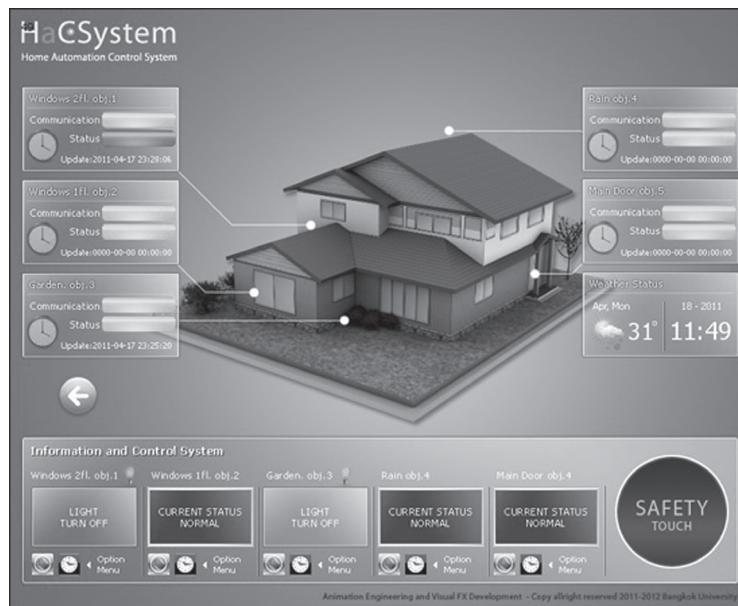 HaCSystem
Home Automation Control System
Windows 2fl. obj.1
Communication
Status
Update:2011-04-17 23:29:06
Windows 1fl. obj.2
Communication
Status
Update:0000-00-00 00:00:00
Garden. obj.3
Communication
Status
Update:2011-04-17 23:25:20
Rain obj.4
Communication
Status
Update:0000-00-00 00:00:00
Main Door obj.5
Communication
Status
Update:0000-00-00 00:00:00
Weather Status
Apr, Mon
18 - 2011
31°
11:49
Information and Control System
Windows 2fl. obj.1
LIGHT
TURN OFF
Option
Menu
Windows 1fl. obj.2
CURRENT STATUS
NORMAL
Option
Menu
Garden. obj.3
LIGHT
TURN OFF
Option
Menu
Rain obj.4
CURRENT STATUS
NORMAL
Option
Menu
Main Door obj.4
CURRENT STATUS
NORMAL
Option
Menu
SAFETY
TOUCH
Animation Engineering and Visual FX Development - Copy allright reserved 2011-2012 Bangkok University